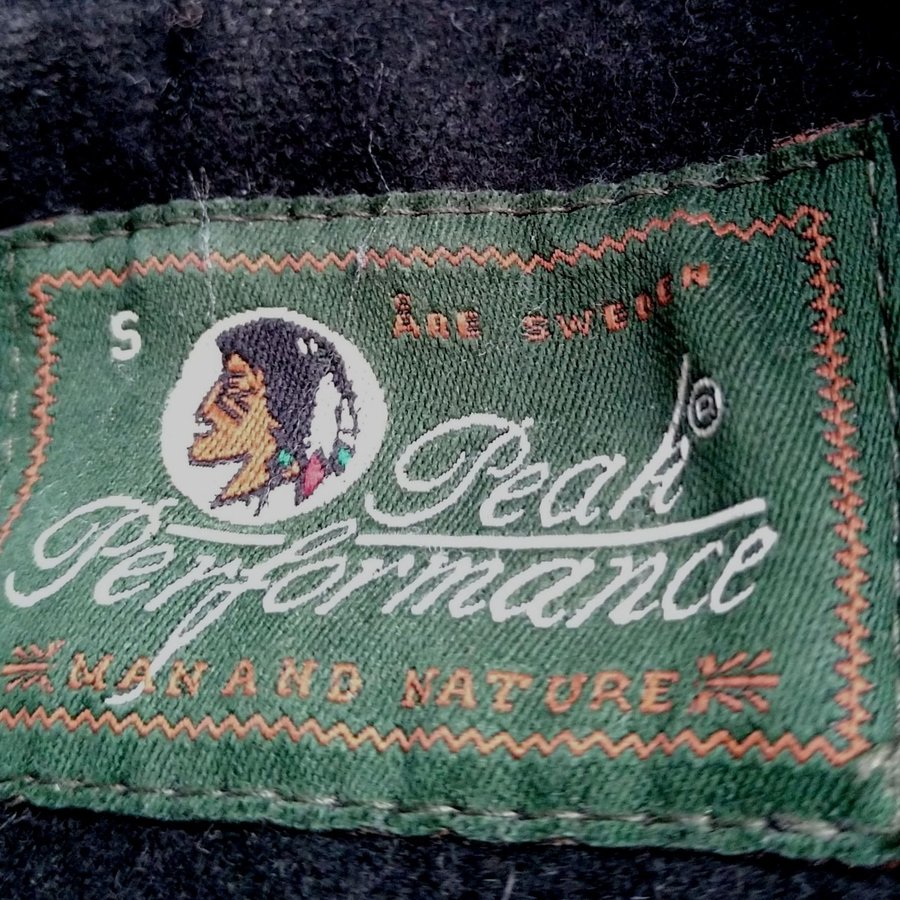 S
ÅRE SWEDEN
Peak ®
Performance
MAN AND NATURE